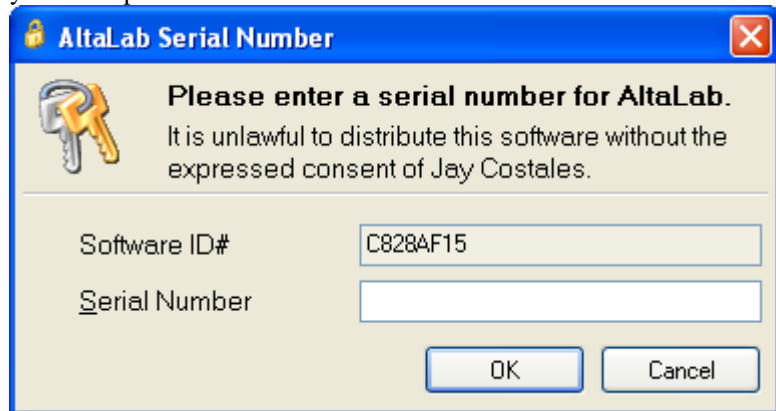 AltaLab Serial Number
Please enter a serial number for AltaLab.
It is unlawful to distribute this software without the
expressed consent of Jay Costales.
Software ID# C828AF15
Serial Number
OK Cancel